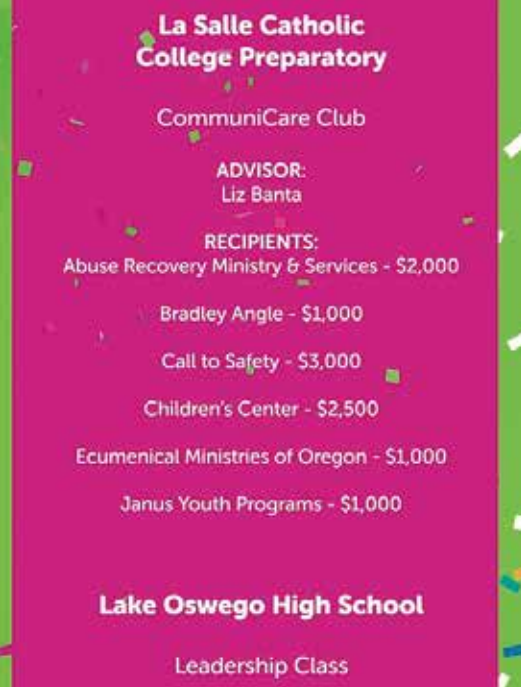 La Salle Catholic
College Preparatory
CommuniCare Club
ADVISOR:
Liz Banta
RECIPIENTS:
Abuse Recovery Ministry & Services - $2,000
Bradley Angle - $1,000
Call to Safety - $3,000
Children's Center - $2,500
Ecumenical Ministries of Oregon - $1,000
Janus Youth Programs - $1,000
Lake Oswego High School
Leadership Class